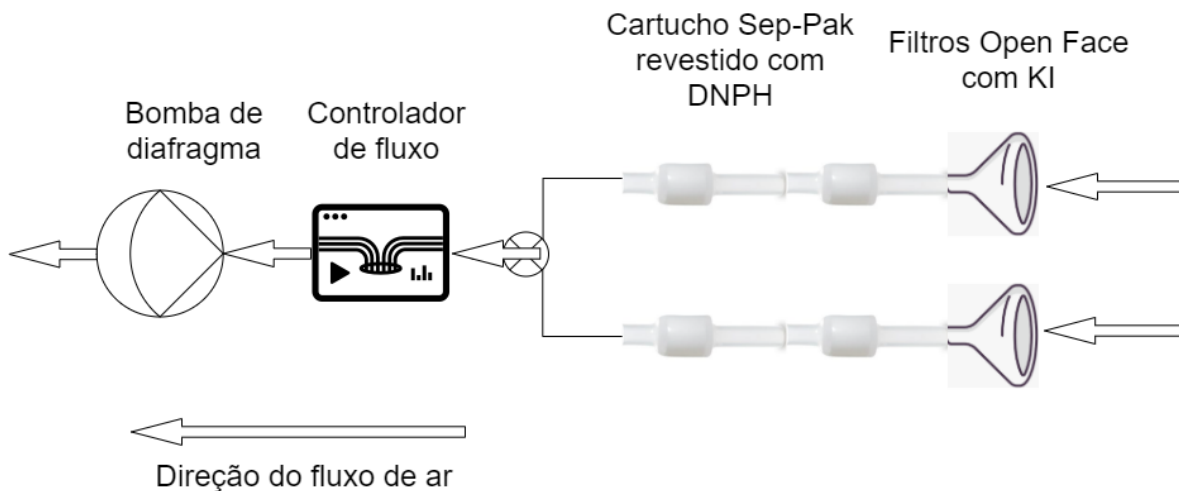 Cartucho Sep-Pak
revestido com
DNPH
Filtros Open Face
com KI
Bomba de
diafragma
Controlador
de fluxo
Direção do fluxo de ar